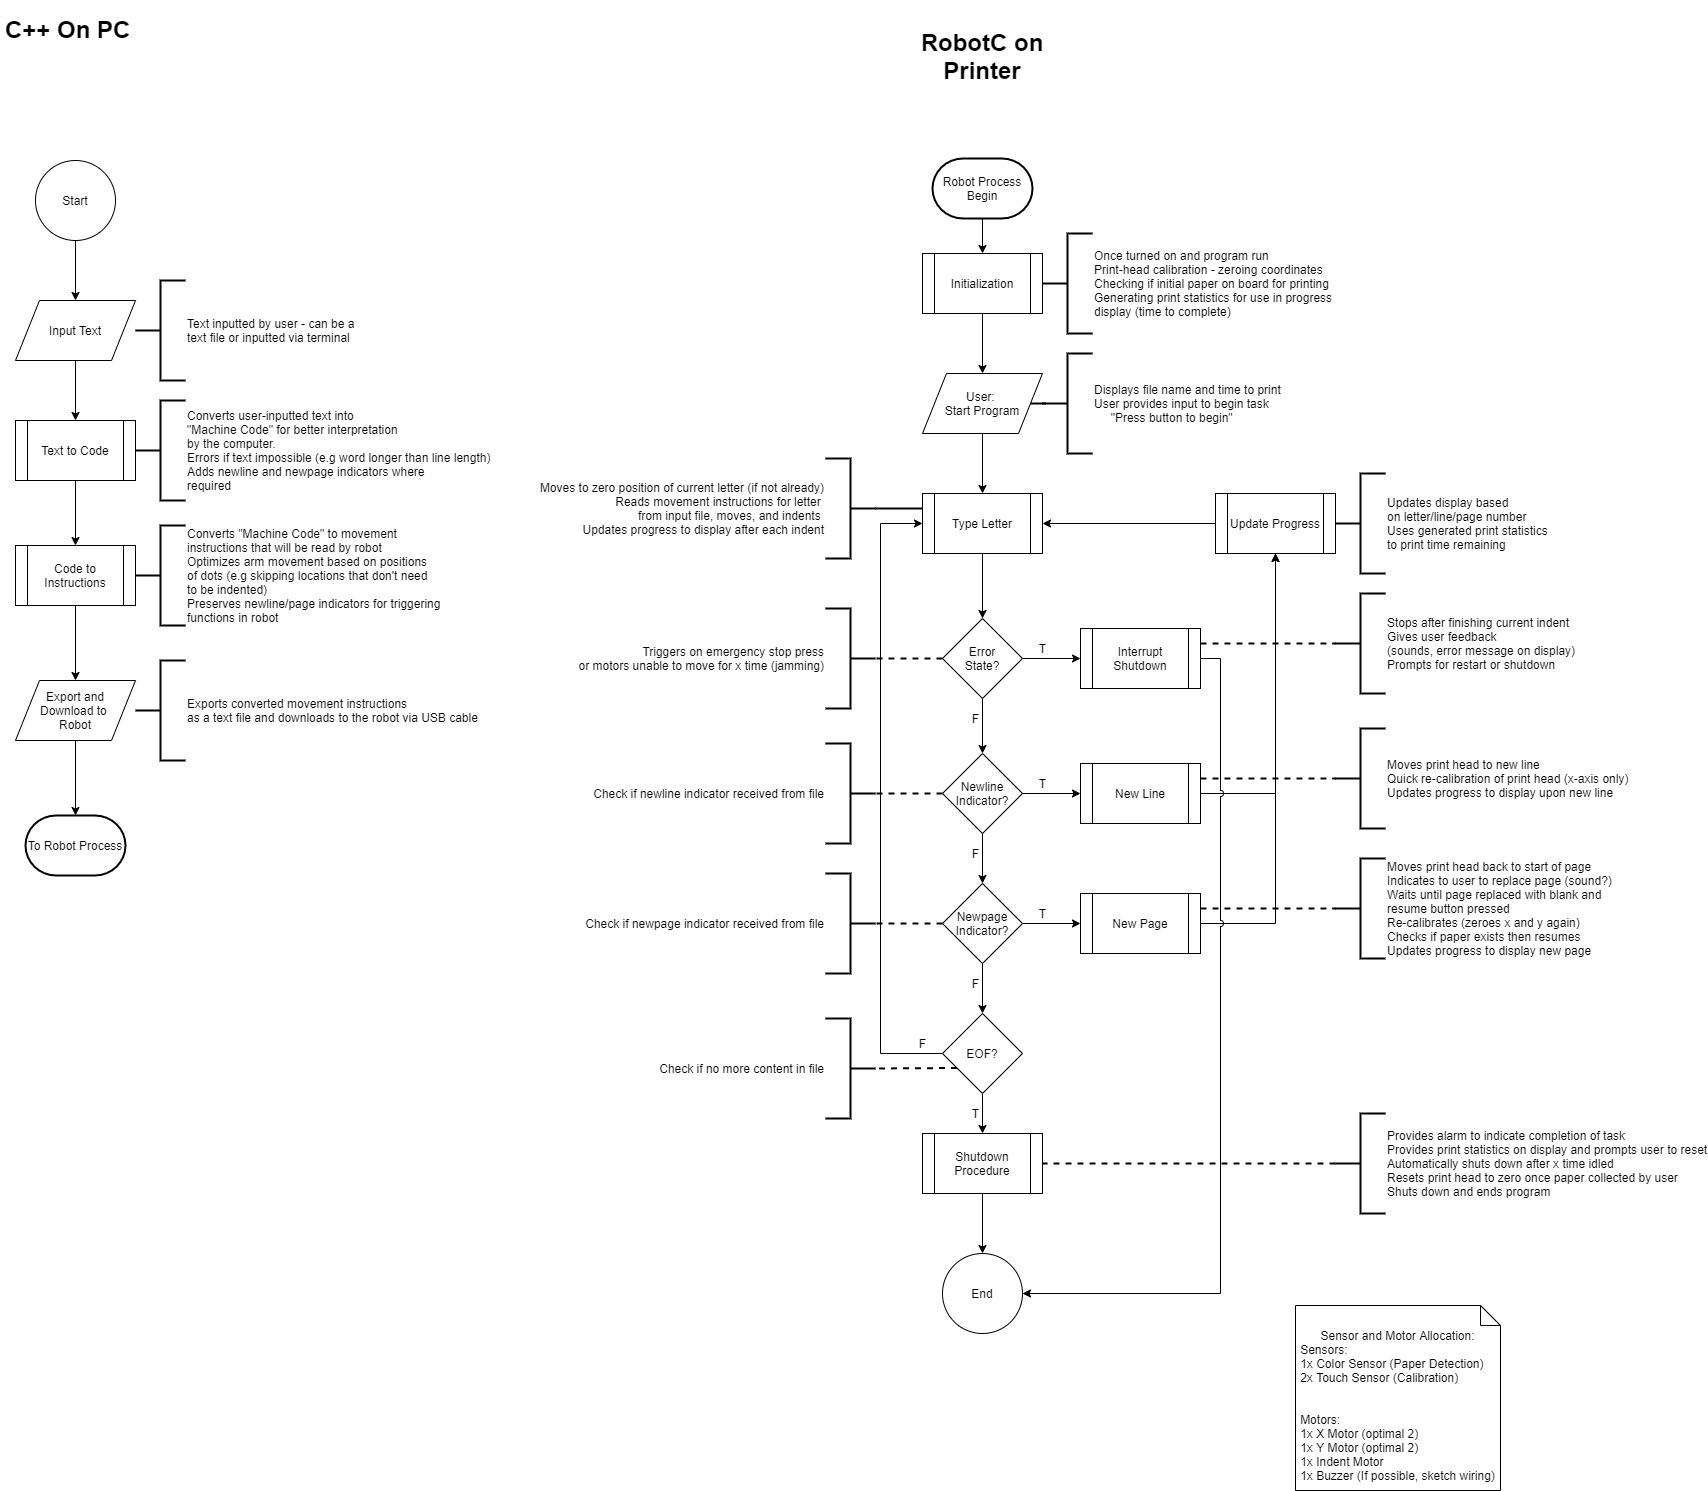 C++ On PC
RobotC on
Printer
Start
Input Text
Text inputted by user - can be a
text file or inputted via terminal
Text to Code
Converts user-inputted text into
"Machine Code" for better interpretation
by the computer.
Errors if text impossible (e.g word longer than line length)
Adds newline and newpage indicators where
required
Code to
Instructions
Converts "Machine Code" to movement
instructions that will be read by robot
Optimizes arm movement based on positions
of dots (e.g skipping locations that don't need
to be indented)
Preserves newline/page indicators for triggering
functions in robot
Export and
Download to
Robot
Exports converted movement instructions
as a text file and downloads to the robot via USB cable
To Robot Process
Robot Process
Begin
Initialization
Once turned on and program run
Print-head calibration - zeroing coordinates
Checking if initial paper on board for printing
Generating print statistics for use in progress
display (time to complete)
User:
Start Program
Displays file name and time to print
User provides input to begin task
"Press button to begin"
Moves to zero position of current letter (if not already)
Reads movement instructions for letter
from input file, moves, and indents
Updates progress to display after each indent
Type Letter
Update Progress
Updates display based
on letter/line/page number
Uses generated print statistics
to print time remaining
Triggers on emergency stop press
or motors unable to move for x time (jamming)
Error
State?
T
F
Interrupt
Shutdown
Stops after finishing current indent
Gives user feedback
(sounds, error message on display)
Prompts for restart or shutdown
Check if newline indicator received from file
Newline
Indicator?
T
F
New Line
Moves print head to new line
Quick re-calibration of print head (x-axis only)
Updates progress to display upon new line
Check if newpage indicator received from file
Newpage
Indicator?
T
F
New Page
Moves print head back to start of page
Indicates to user to replace page (sound?)
Waits until page replaced with blank and
resume button pressed
Re-calibrates (zeroes x and y again)
Checks if paper exists then resumes
Updates progress to display new page
Check if no more content in file
F
EOF?
T
Shutdown
Procedure
Provides alarm to indicate completion of task
Provides print statistics on display and prompts user to reset
Automatically shuts down after x time idled
Resets print head to zero once paper collected by user
Shuts down and ends program
End
Sensor and Motor Allocation:
Sensors:
1x Color Sensor (Paper Detection)
2x Touch Sensor (Calibration)
Motors:
1x X Motor (optimal 2)
1x Y Motor (optimal 2)
1x Indent Motor
1x Buzzer (If possible, sketch wiring)